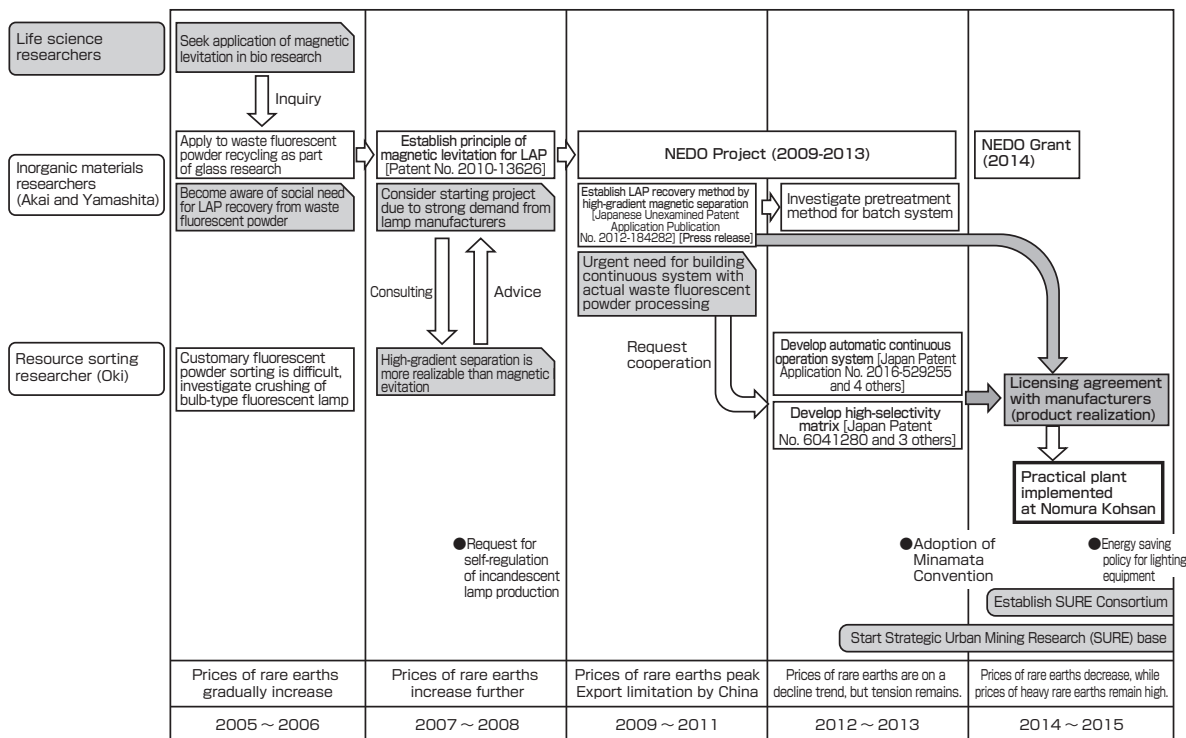 Life science
researchers
Seek application of magnetic
levitation in bio research
Inquiry
Inorganic materials
researchers
(Akai and Yamashita)
Apply to waste fluorescent
powder recycling as part
of glass research
Become aware of social need
for LAP recovery from waste
fluorescent powder
Establish principle of
magnetic levitation for LAP
[Patent No. 2010-13626]
Consider starting project
due to strong demand from
lamp manufacturers
NEDO Project (2009-2013)
Establish LAP recovery method by
high-gradient magnetic separation
[Japanese Unexamined Patent
Application Publication
No. 2012-184282] [Press release]
Investigate pretreatment
method for batch system
NEDO Grant
(2014)
Urgent need for building
continuous system with
actual waste fluorescent
powder processing
Consulting
Advice
Request
cooperation
Resource sorting
researcher (Oki)
Customary fluorescent
powder sorting is difficult,
investigate crushing of
bulb-type fluorescent lamp
High-gradient separation is
more realizable than magnetic
evitation
Develop automatic continuous
operation system [Japan Patent
Application No. 2016-529255
and 4 others]
Develop high-selectivity
matrix [Japan Patent
No. 6041280 and 3 others]
Licensing agreement
with manufacturers
(product realization)
Practical plant
implemented
at Nomura Kohsan
●Request for
self-regulation
of incandescent
lamp production
●Adoption of
Minamata
Convention
●Energy saving
policy for lighting
equipment
Establish SURE Consortium
Start Strategic Urban Mining Research (SURE) base
Prices of rare earths
gradually increase
Prices of rare earths
increase further
Prices of rare earths peak
Export limitation by China
Prices of rare earths are on a
decline trend, but tension remains.
Prices of rare earths decrease, while
prices of heavy rare earths remain high.
2005～2006
2007～2008
2009～2011
2012～2013
2014～2015